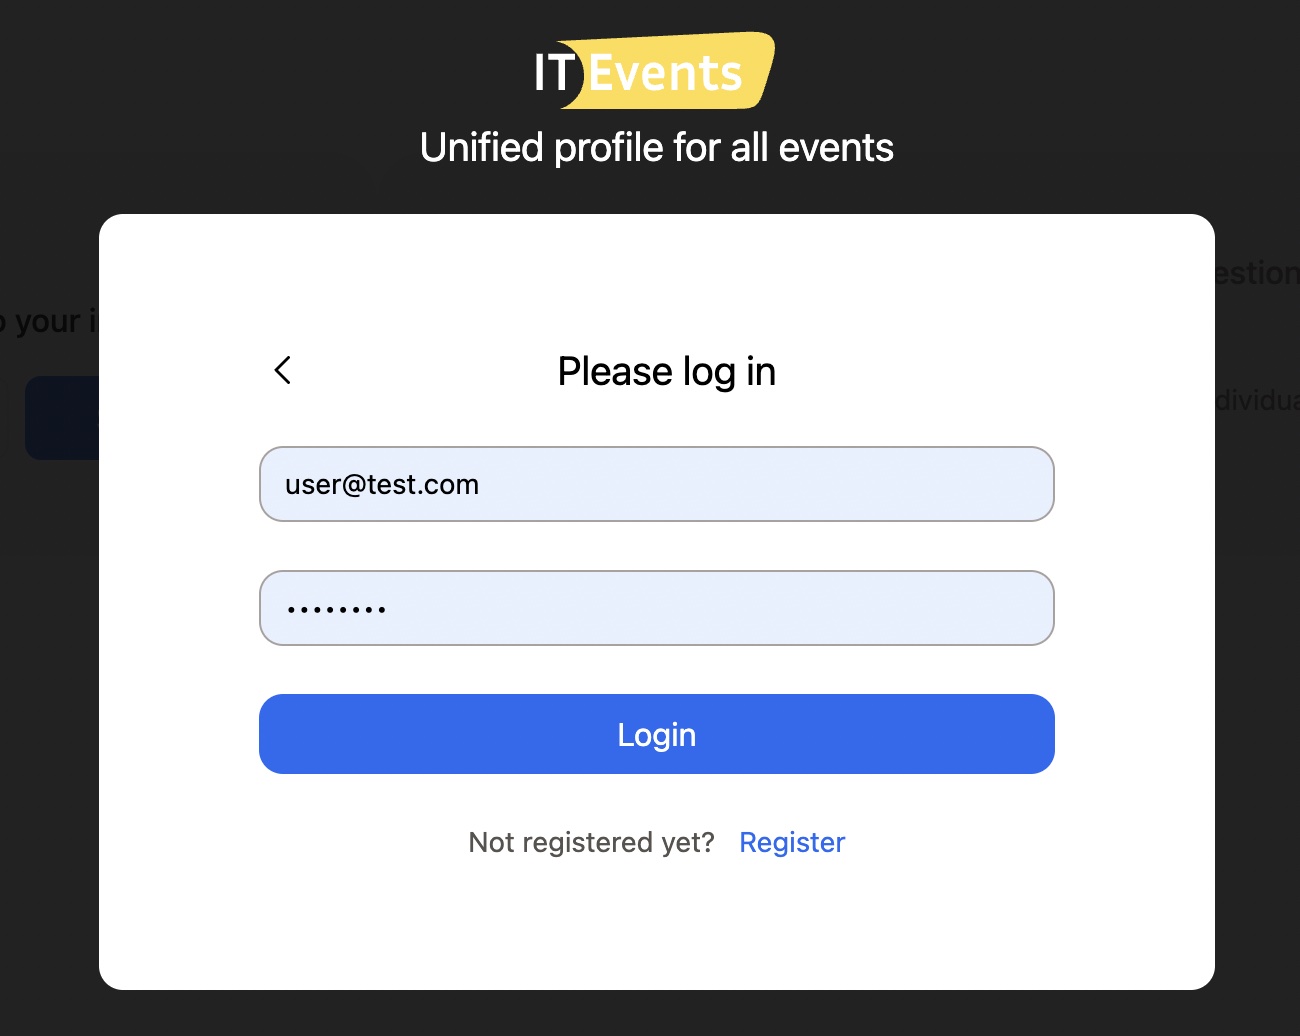 IT Events
Unified profile for all events
estion
your i
Please log in
dividua
user@test.com
••••••••
Login
Not registered yet? Register